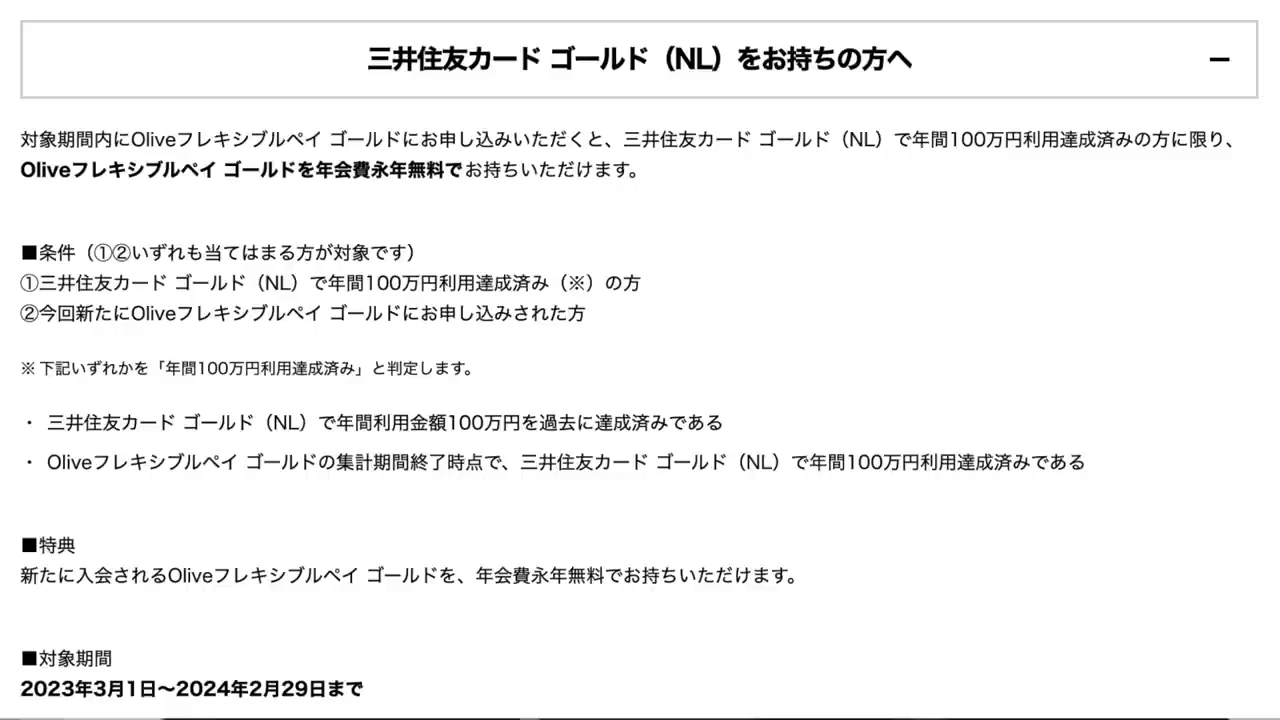 三井住友カード ゴールド（NL）をお持ちの方へ
対象期間内にOliveフレキシブルペイ ゴールドにお申し込みいただくと、三井住友カード ゴールド（NL）で年間100万円利用達成済みの方に限り、
Oliveフレキシブルペイ ゴールドを年会費永年無料でお持ちいただけます。
■条件（①②いずれも当てはまる方が対象です）
①三井住友カード ゴールド（NL）で年間100万円利用達成済み（※）の方
②今回新たにOliveフレキシブルペイ ゴールドにお申し込みされた方
※ 下記いずれかを「年間100万円利用達成済み」と判定します。
・ 三井住友カード ゴールド（NL）で年間利用金額100万円を過去に達成済みである
・ Oliveフレキシブルペイ ゴールドの集計期間終了時点で、三井住友カード ゴールド（NL）で年間100万円利用達成済みである
■特典
新たに入会されるOliveフレキシブルペイ ゴールドを、年会費永年無料でお持ちいただけます。
■対象期間
2023年3月1日〜2024年2月29日まで